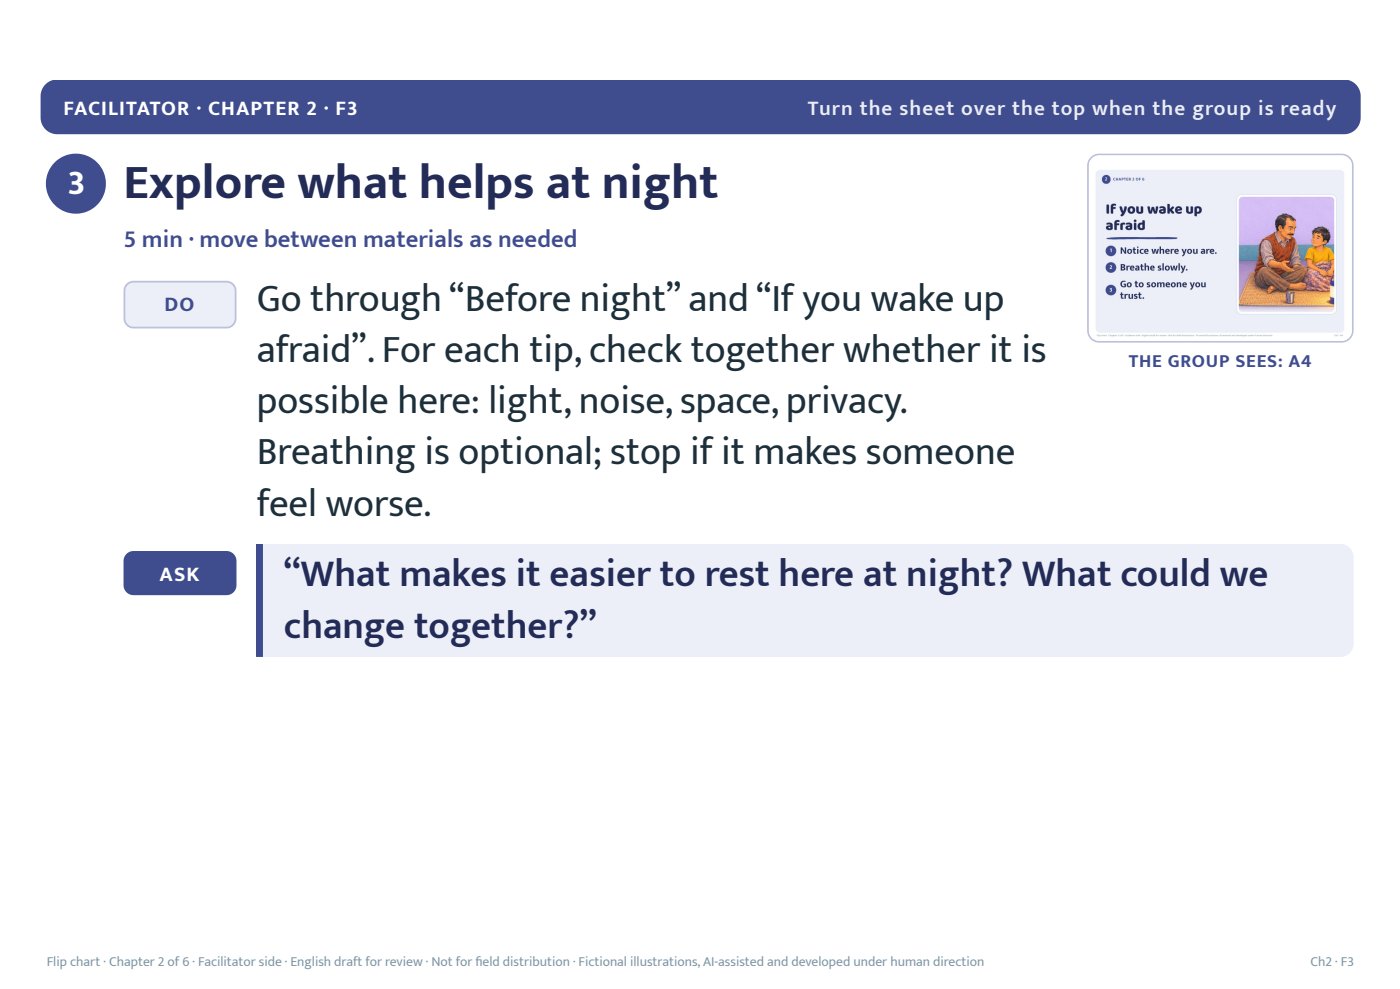 FACILITATOR · CHAPTER 2 · F3
Turn the sheet over the top when the group is ready
3
Explore what helps at night
5 min · move between materials as needed
DO
Go through “Before night” and “If you wake up
afraid”. For each tip, check together whether it is
possible here: light, noise, space, privacy.
Breathing is optional; stop if it makes someone
feel worse.
2 CHAPTER 2 OF 6
If you wake up
afraid
1 Notice where you are.
2 Breathe slowly.
3 Go to someone you
trust.
THE GROUP SEES: A4
ASK
“What makes it easier to rest here at night? What could we
change together?”
Flip chart · Chapter 2 of 6 · Facilitator side · English draft for review · Not for field distribution · Fictional illustrations, AI-assisted and developed under human direction
Ch2 · F3